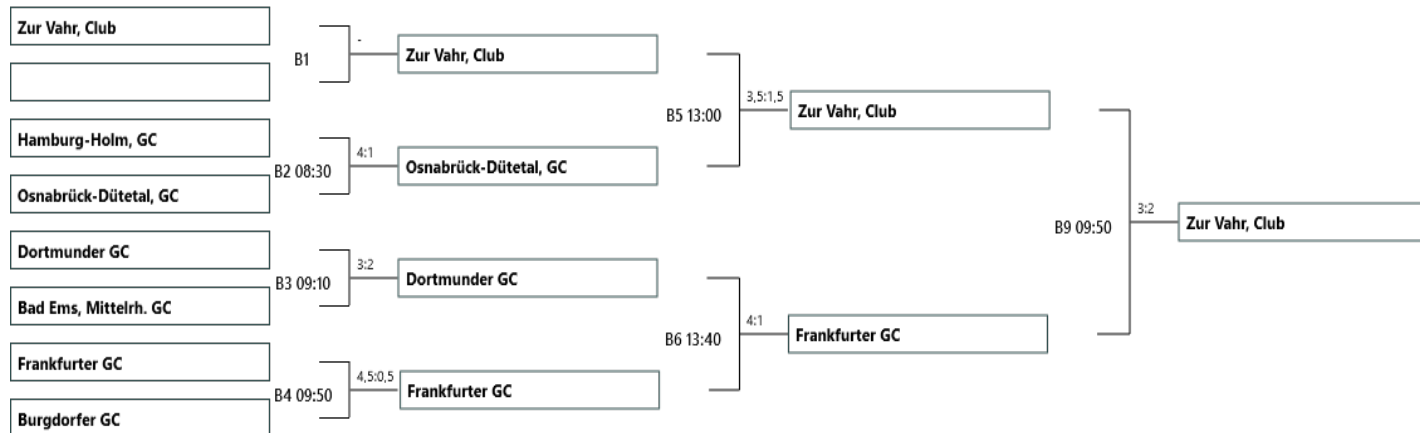 Zur Vahr, Club
B1
-
Zur Vahr, Club
Hamburg-Holm, GC
B2 08:30
4:1
Osnabrück-Dütetal, GC
Osnabrück-Dütetal, GC
B5 13:00
3,5:1,5
Zur Vahr, Club
Dortmunder GC
B3 09:10
3:2
Dortmunder GC
Bad Ems, Mittelrh. GC
B6 13:40
4:1
Frankfurter GC
Frankfurter GC
B4 09:50
4,5:0,5
Frankfurter GC
Burgdorfer GC
B9 09:50
3:2
Zur Vahr, Club